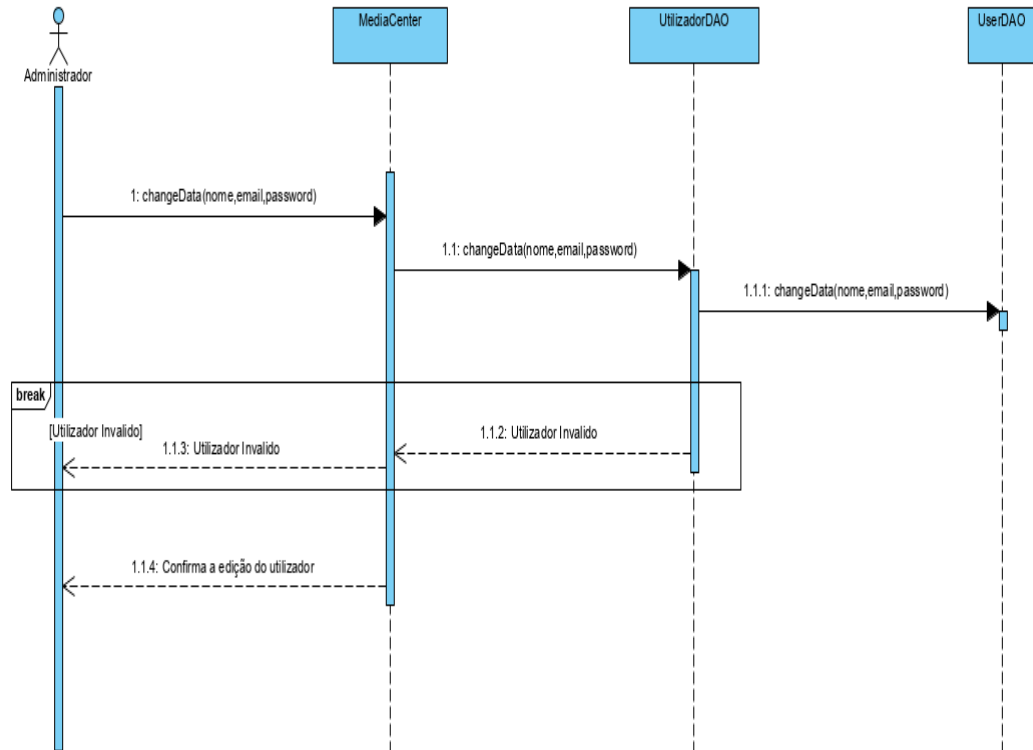 MediaCenter
UtilizadorDAO
UserDAO
Administrador
1: changeData(nome,email,password)
1.1: changeData(nome,email,password)
1.1.1: changeData(nome,email,password)
break
[Utilizador Invalido]
1.1.2: Utilizador Invalido
1.1.3: Utilizador Invalido
1.1.4: Confirma a edição do utilizador